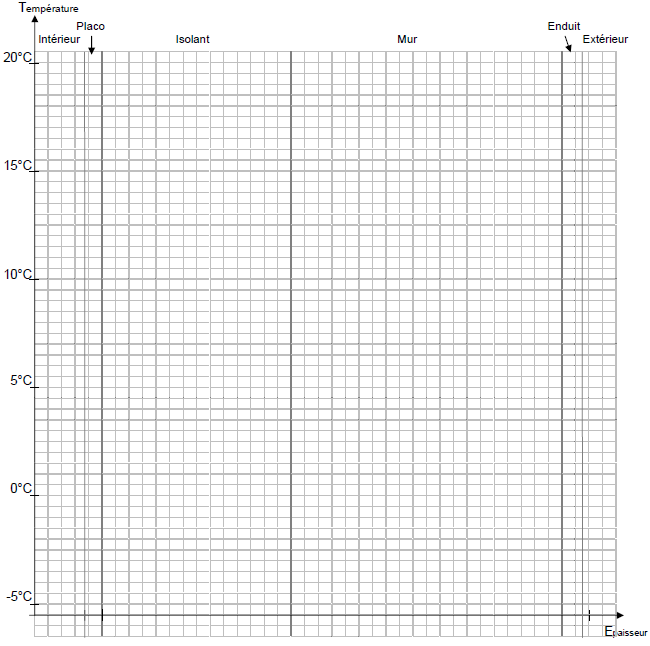 Température
Placo
Enduit
Intérieur
Isolant
Mur
Extérieur
20°C
15°C
10°C
5°C
0°C
-5°C
Epaisseur